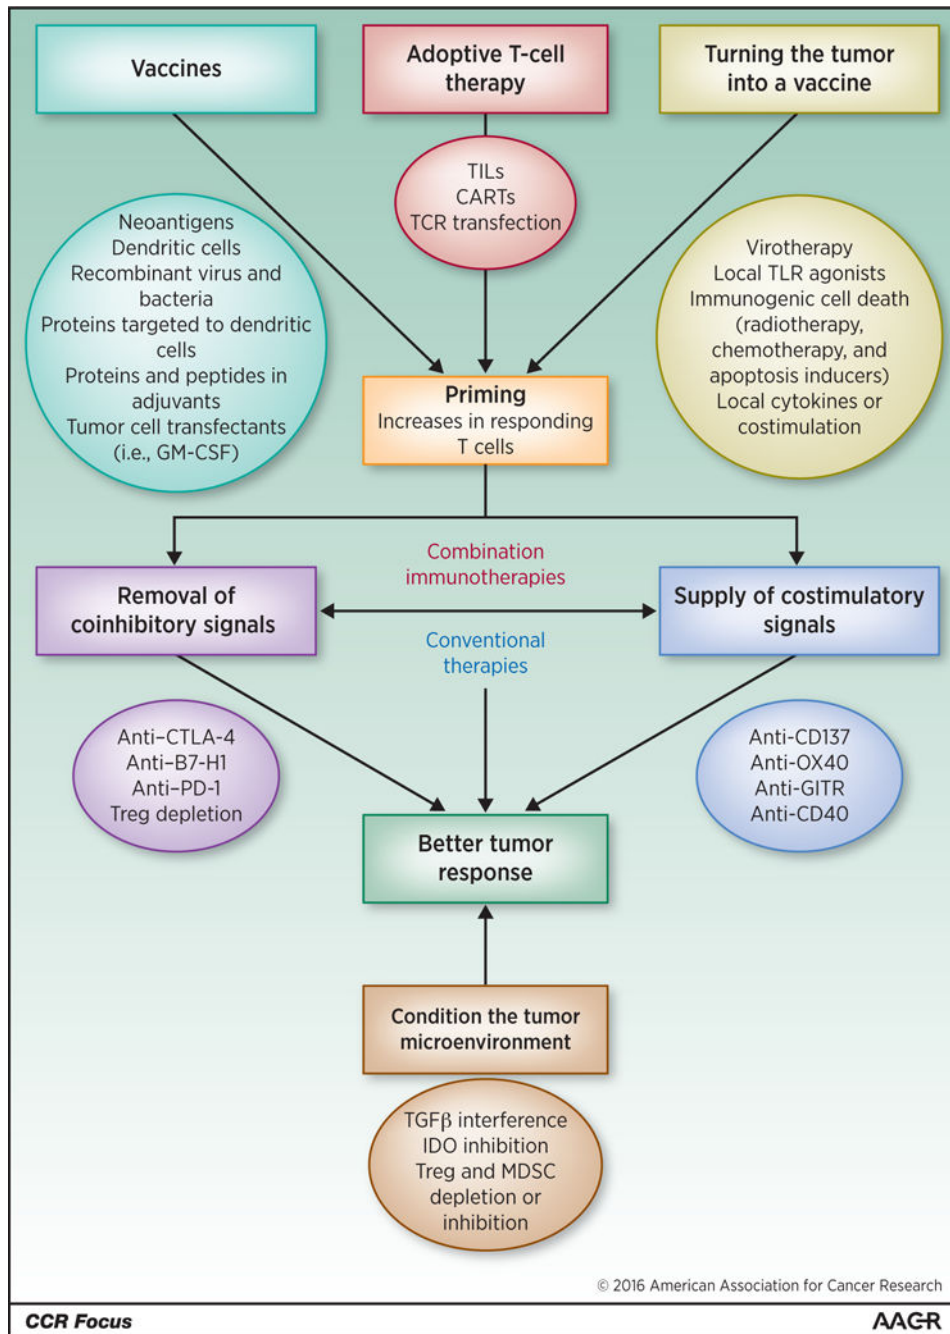 Vaccines
Adoptive T-cell
therapy
Turning the tumor
into a vaccine
TILs
CARTs
TCR transfection
Neoantigens
Dendritic cells
Recombinant virus and
bacteria
Proteins targeted to dendritic
cells
Proteins and peptides in
adjuvants
Tumor cell transfectants
(i.e., GM-CSF)
Virotherapy
Local TLR agonists
Immunogenic cell death
(radiotherapy,
chemotherapy, and
apoptosis inducers)
Local cytokines or
costimulation
Priming
Increases in responding
T cells
Combination
immunotherapies
Removal of
coinhibitory signals
Supply of costimulatory
signals
Conventional
therapies
Anti–CTLA-4
Anti–B7-H1
Anti–PD-1
Treg depletion
Anti-CD137
Anti-OX40
Anti-GITR
Anti-CD40
Better tumor
response
Condition the tumor
microenvironment
TGFβ interference
IDO inhibition
Treg and MDSC
depletion or
inhibition
© 2016 American Association for Cancer Research
CCR Focus
AACR